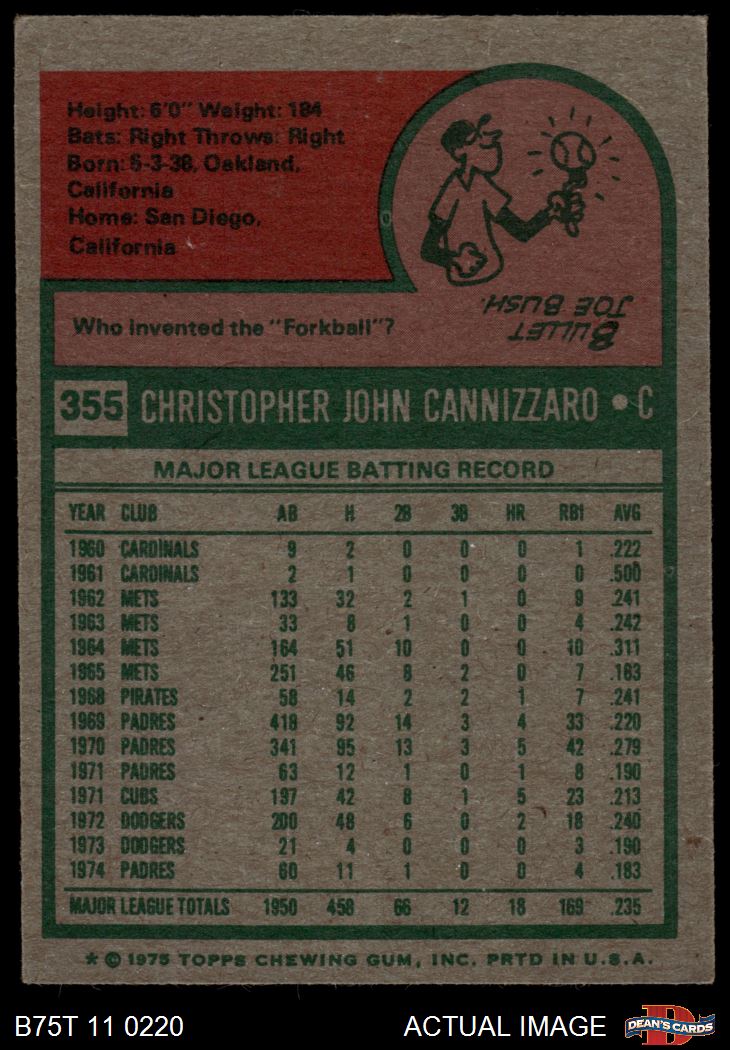 Height: 6'0" Weight: 184
Bats: Right Throws: Right
Born: 5-3-38, Oakland,
California
Home: San Diego,
California
BULLET
JOE BUSH.
Who invented the "Forkball"?
355 CHRISTOPHER JOHN CANNIZZARO • C
MAJOR LEAGUE BATTING RECORD
YEAR CLUB AB H 2B 3B HR RBI AVG
1960 CARDINALS 9 2 0 0 0 1 .222
1961 CARDINALS 2 1 0 0 0 0 .500
1962 METS 133 32 2 1 0 9 .241
1963 METS 33 8 1 0 0 4 .242
1964 METS 164 51 10 0 0 10 .311
1965 METS 251 46 8 2 0 7 .183
1968 PIRATES 58 14 2 2 1 7 .241
1969 PADRES 418 92 14 3 4 33 .220
1970 PADRES 341 95 13 3 5 42 .279
1971 PADRES 63 12 1 0 1 8 .190
1971 CUBS 197 42 8 1 5 23 .213
1972 DODGERS 200 48 6 0 2 18 .240
1973 DODGERS 21 4 0 0 0 3 .190
1974 PADRES 60 11 1 0 0 4 .183
MAJOR LEAGUE TOTALS 1950 458 66 12 18 169 .235
* © 1975 TOPPS CHEWING GUM, INC. PRTD IN U.S.A.
B75T 11 0220 ACTUAL IMAGE D DEAN'S CARDS